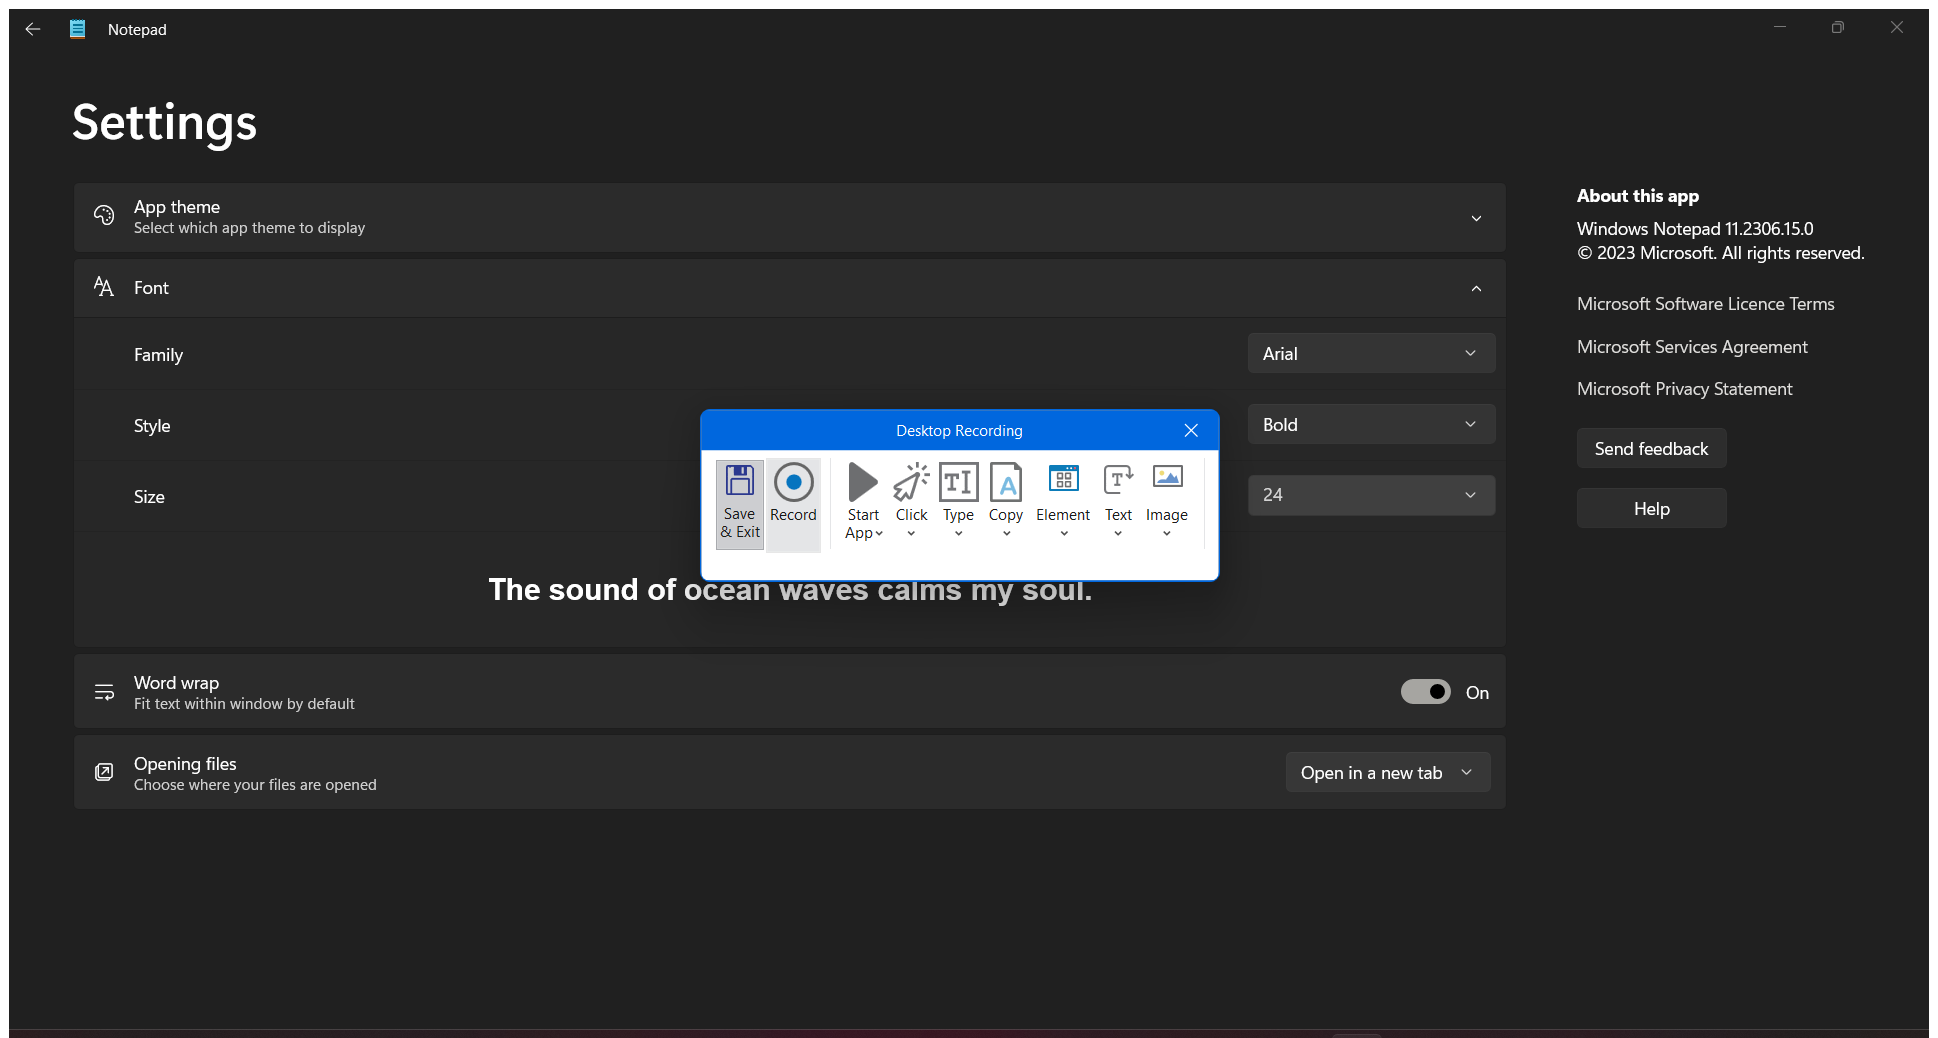 Notepad
Settings
App theme
Select which app theme to display
Font
Family
Arial
Style
Bold
Size
24
The sound of ocean waves calms my soul.
Word wrap
Fit text within window by default
On
Opening files
Choose where your files are opened
Open in a new tab
About this app
Windows Notepad 11.2306.15.0
© 2023 Microsoft. All rights reserved.
Microsoft Software Licence Terms
Microsoft Services Agreement
Microsoft Privacy Statement
Send feedback
Help
Desktop Recording
Save
& Exit
Record
Start
App
Click
Type
Copy
Element
Text
Image